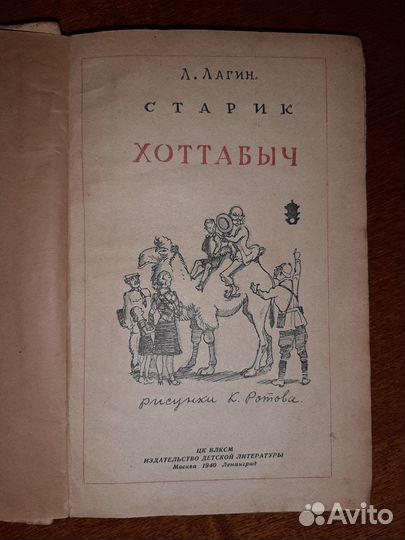 Л. Лагин.
СТАРИК
ХОТТАБЫЧ
рисунки К. Ротова.
ЦК ВЛКСМ
ИЗДАТЕЛЬСТВО ДЕТСКОЙ ЛИТЕРАТУРЫ
Москва 1940 Ленинград
Avito